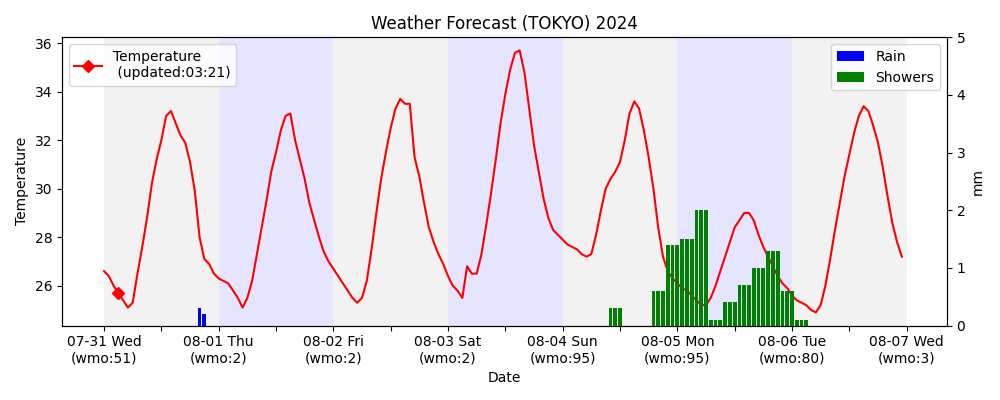 Weather Forecast (TOKYO) 2024
Temperature
(updated:03:21)
Rain
Showers
36
34
32
30
28
26
Temperature
5
4
3
2
1
0
mm
07-31 Wed 08-01 Thu 08-02 Fri 08-03 Sat 08-04 Sun 08-05 Mon 08-06 Tue 08-07 Wed
(wmo:51) (wmo:2) (wmo:2) (wmo:2) (wmo:95) (wmo:95) (wmo:80) (wmo:3)
Date